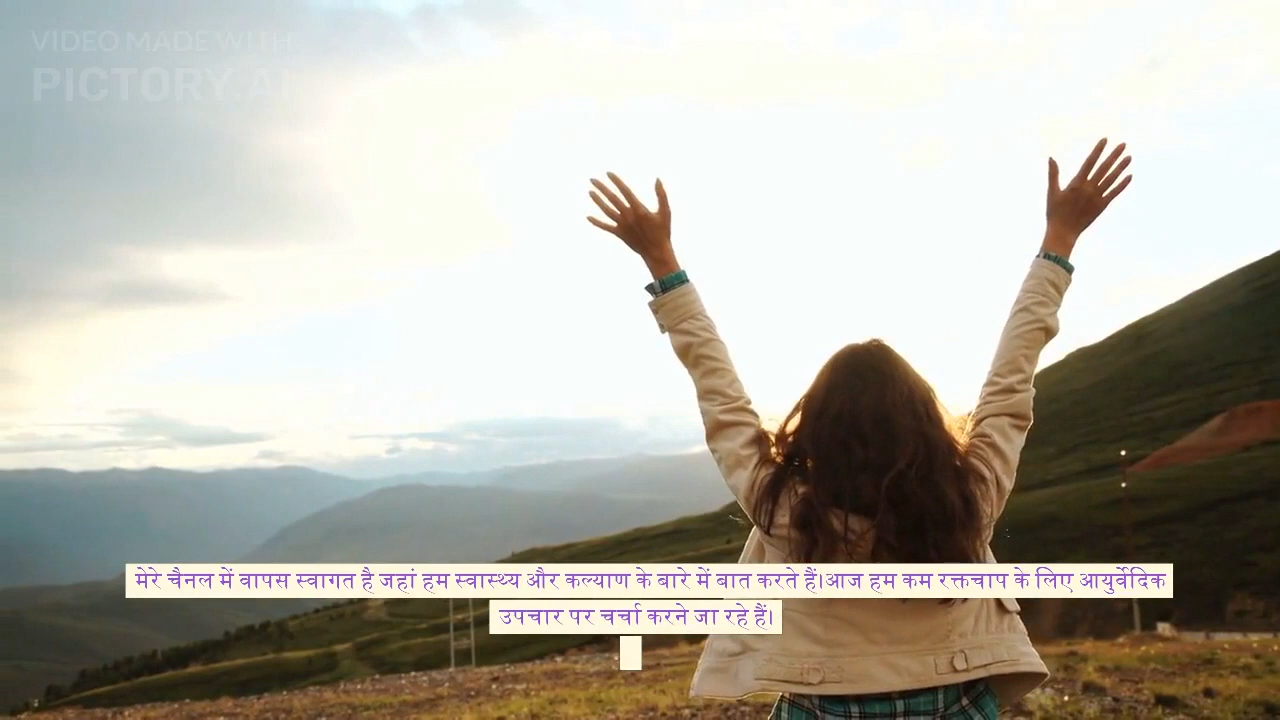 VIDEO MADE WITH
PICTORY.AI
मेरे चैनल में वापस स्वागत है जहां हम स्वास्थ्य और कल्याण के बारे में बात करते हैं।आज हम कम रक्तचाप के लिए आयुर्वेदिक
उपचार पर चर्चा करने जा रहे हैं।